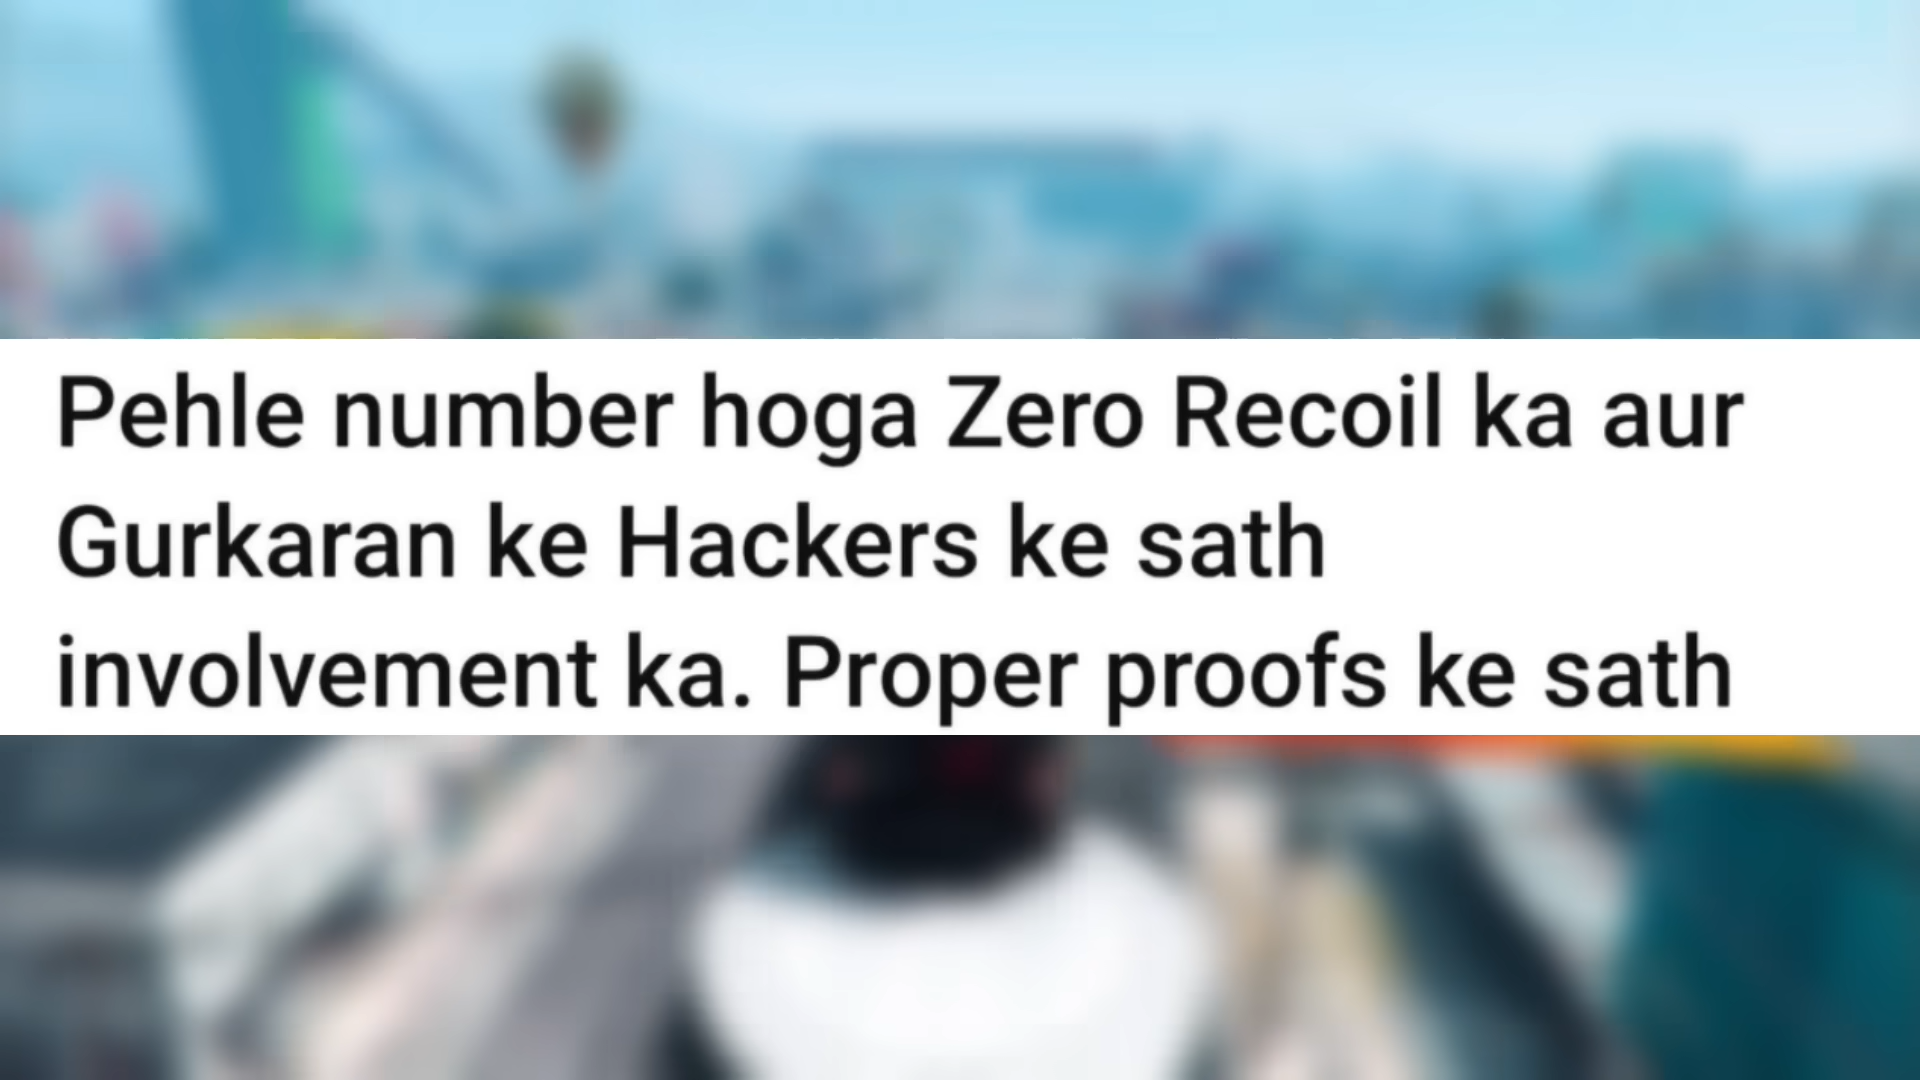 Pehle number hoga Zero Recoil ka aur
Gurkaran ke Hackers ke sath
involvement ka. Proper proofs ke sath